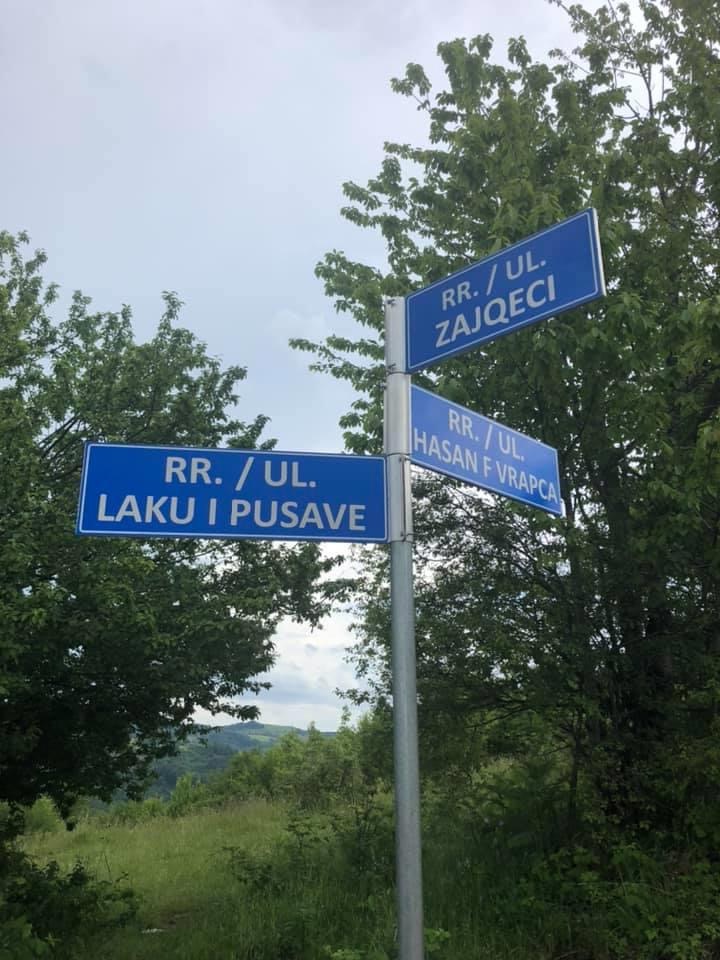 RR. / UL.
ZAJQECI
RR. / UL.
HASAN F VRAPCA
RR. / UL.
LAKU I PUSAVE